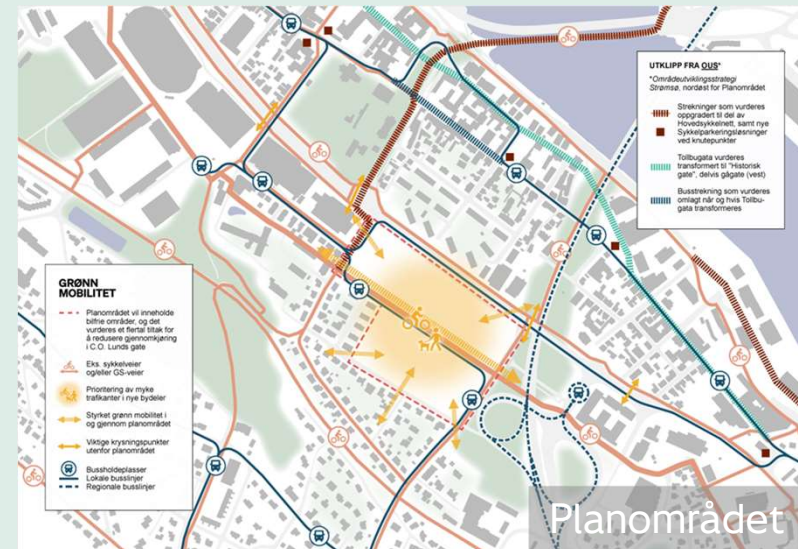 UTKLIPP FRA OUS*
*Områdeutviklingsstrategi
Strømsø, nordøst for Planområdet
Strekninger som vurderes
oppgradert til del av
Hovedsykkelnett, samt nye
Sykkelparkeringsløsninger
ved knutepunkter
Tollbugata vurderes
transformert til "Historisk
gate", delvis gågate (vest)
Busstrekning som vurderes
omlagt når og hvis Tollbu-
gata transformeres
GRØNN
MOBILITET
Planområdet vil inneholde
bilfrie områder, og det
vurderes et flertal tiltak for
å redusere gjennomkjøring
i C.O. Lunds gate
Eks. sykkelveier
og/eller GS-veier
Prioritering av myke
trafikanter i nye bydeler
Styrket grønn mobilitet i
og gjennom planområdet
Viktige krysningspunkter
utenfor planområdet
Bussholdeplasser
Lokale busslinjer
Regionale busslinjer
Planområdet